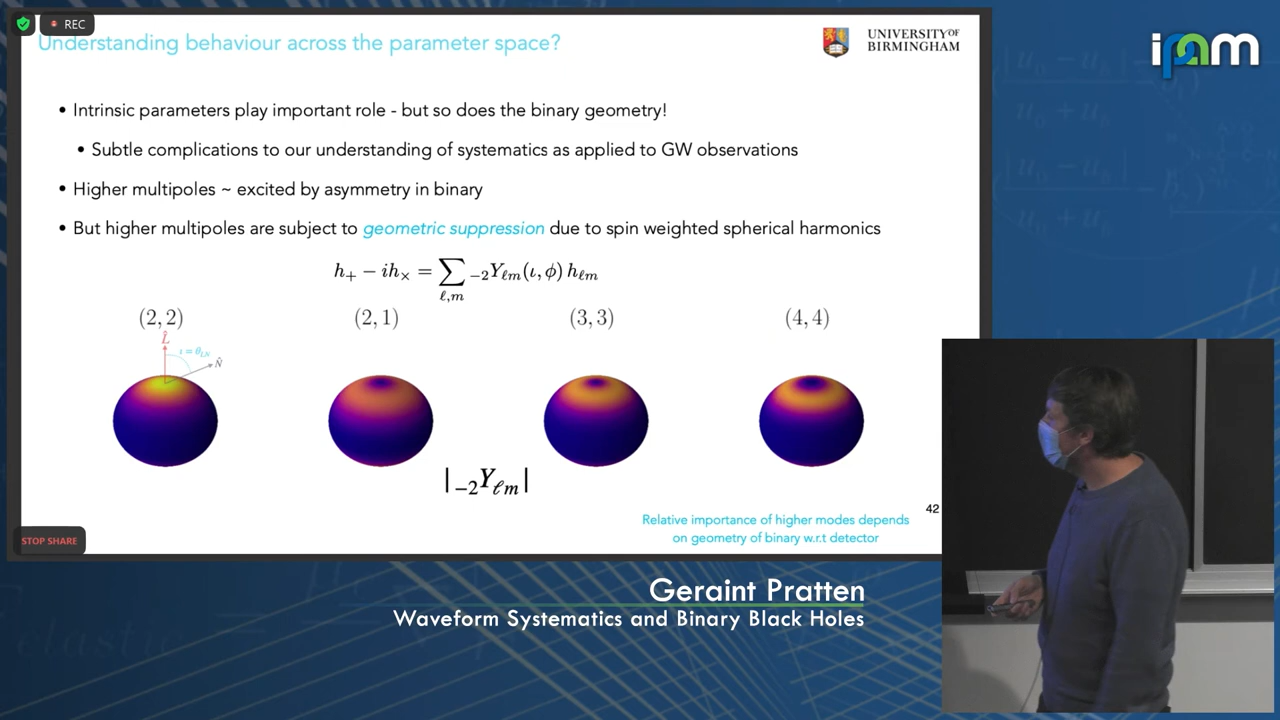 REC
Understanding behaviour across the parameter space?
UNIVERSITY OF
BIRMINGHAM
ipam
• Intrinsic parameters play important role - but so does the binary geometry!
• Subtle complications to our understanding of systematics as applied to GW observations
• Higher multipoles ~ excited by asymmetry in binary
• But higher multipoles are subject to geometric suppression due to spin weighted spherical harmonics
h₊ − ih× = ∑ℓ,m ₋₂Yℓm(ι, ϕ) hℓm
(2, 2) (2, 1) (3, 3) (4, 4)
L̂
ι = θLN
N̂
|₋₂Yℓm|
42
Relative importance of higher modes depends
on geometry of binary w.r.t detector
STOP SHARE
Geraint Pratten
Waveform Systematics and Binary Black Holes